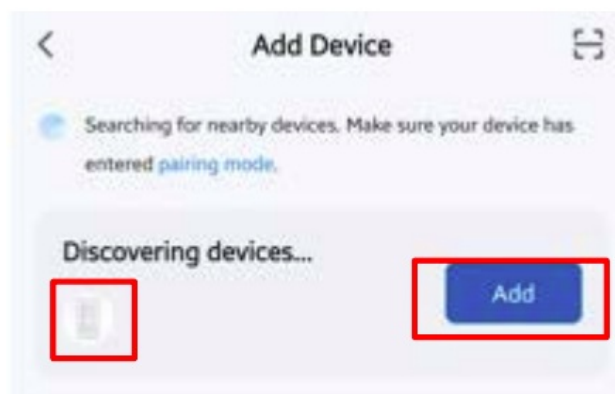 Add Device
Searching for nearby devices. Make sure your device has
entered pairing mode.
Discovering devices...
Add